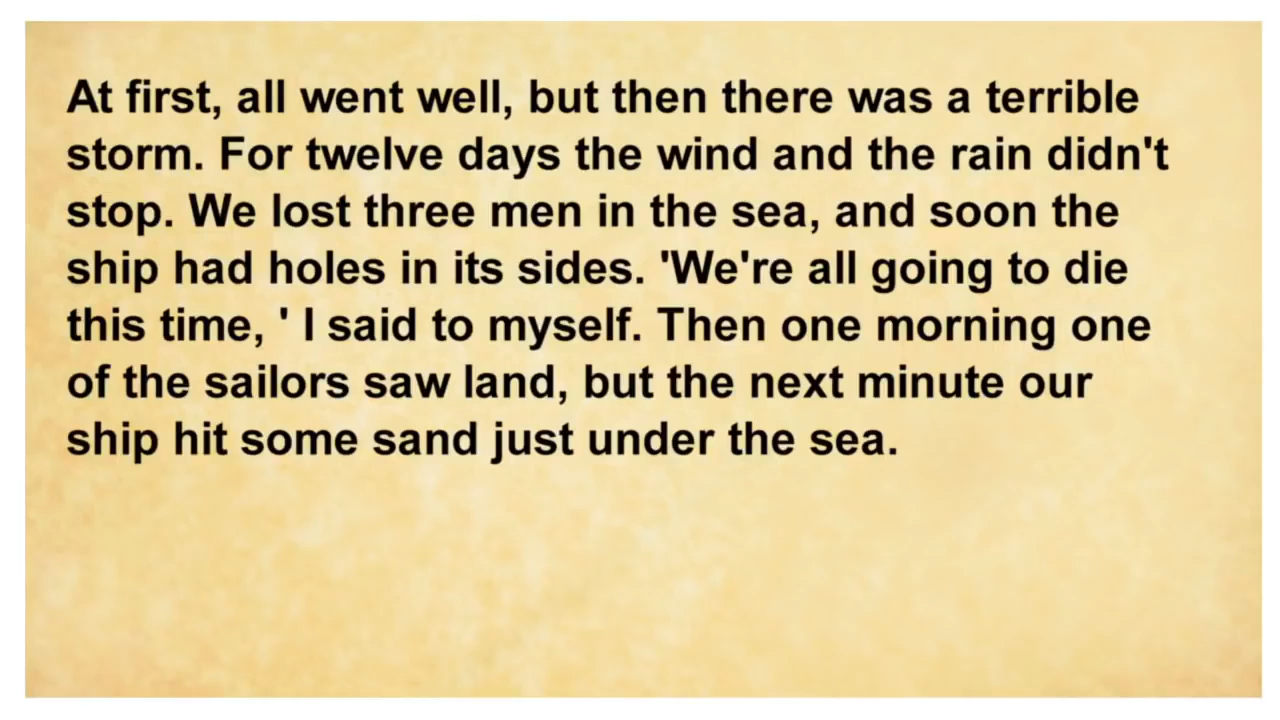 At first, all went well, but then there was a terrible
storm. For twelve days the wind and the rain didn't
stop. We lost three men in the sea, and soon the
ship had holes in its sides. 'We're all going to die
this time, ' I said to myself. Then one morning one
of the sailors saw land, but the next minute our
ship hit some sand just under the sea.